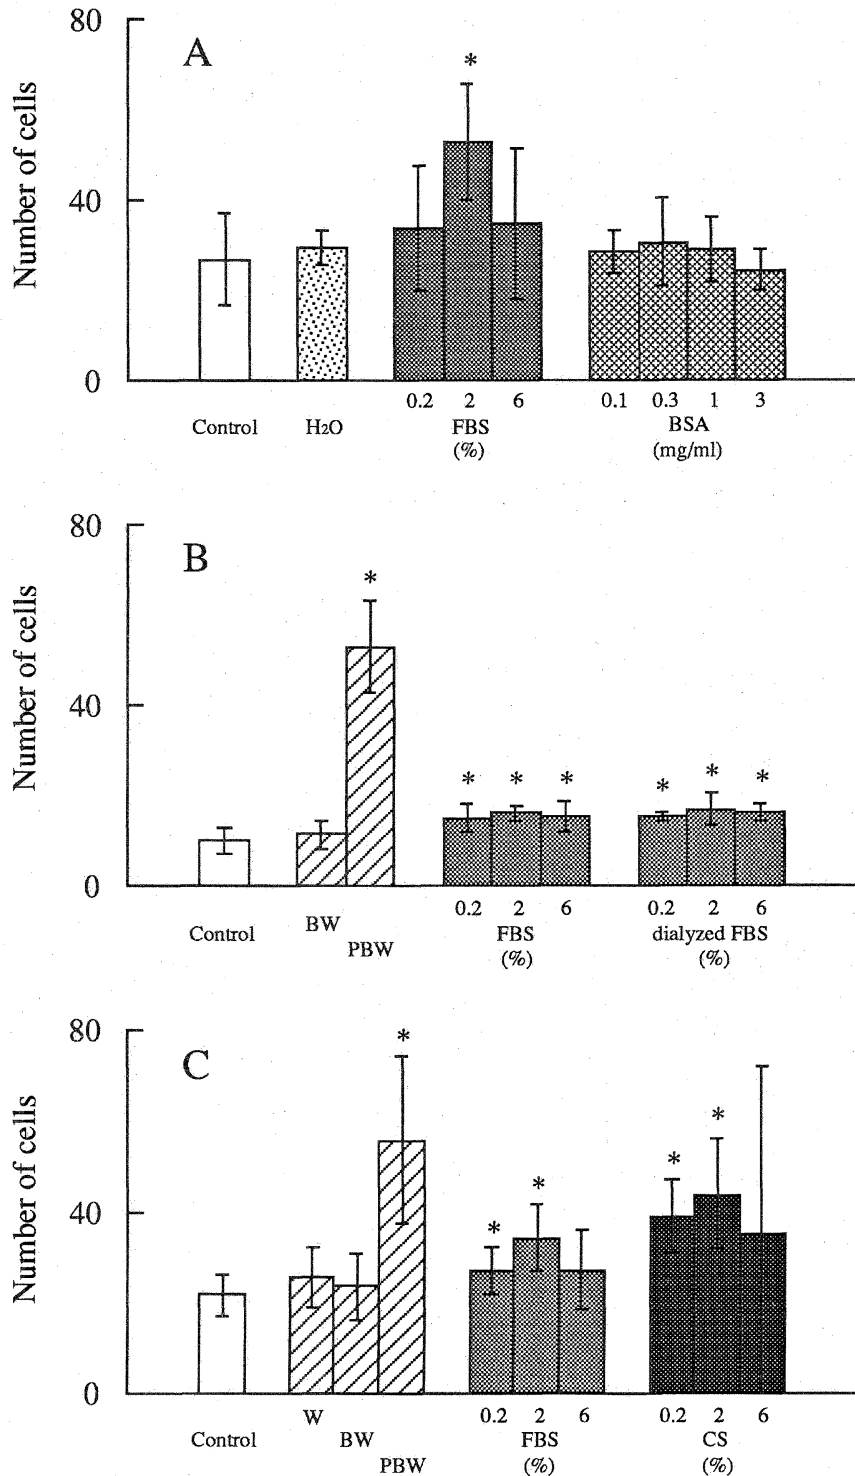 80
A
*
Number of cells
40
0
0.2 2 6 0.1 0.3 1 3
Control H2O FBS BSA
(%) (mg/ml)
80
B
*
Number of cells
40
* * * * * *
0
0.2 2 6 0.2 2 6
Control BW FBS dialyzed FBS
PBW (%) (%)
80
C
*
Number of cells
40
* * * *
0
W 0.2 2 6 0.2 2 6
Control BW FBS CS
PBW (%) (%)